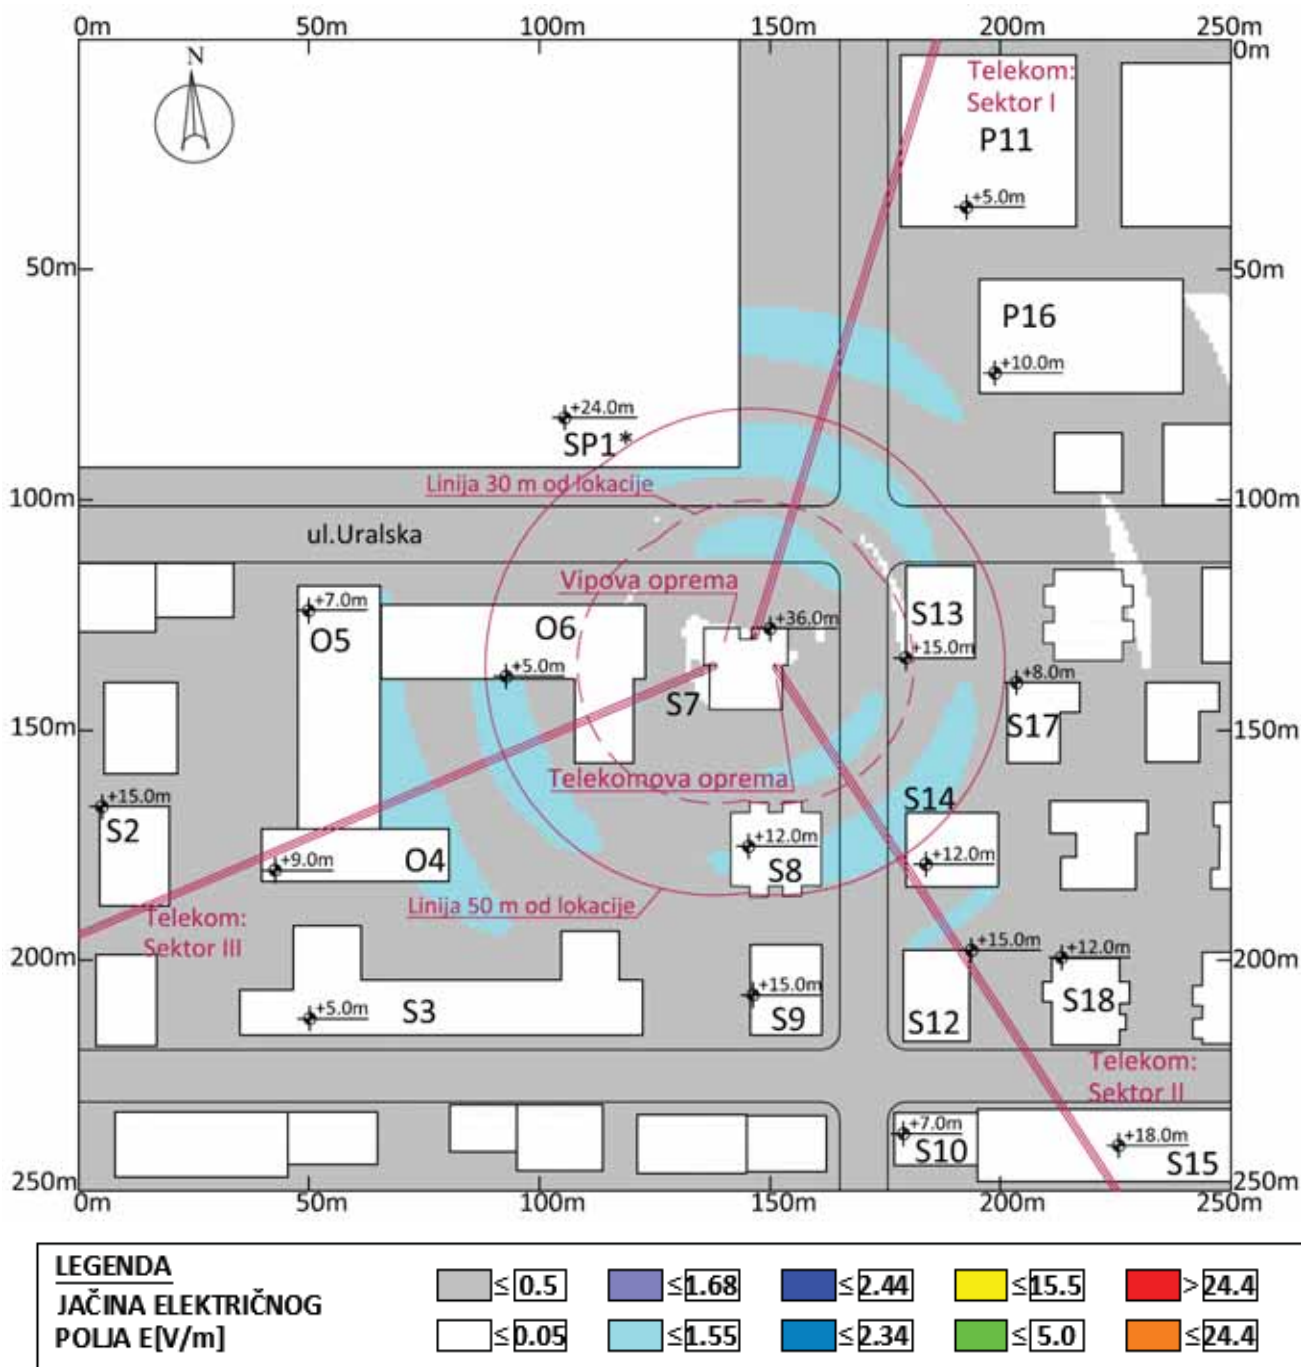 0m 50m 100m 150m 200m 250m
0m
N
Telekom:
Sektor I
P11
+5.0m
50m 50m
P16
+10.0m
+24.0m
SP1*
Linija 30 m od lokacije
100m 100m
ul.Uralska
Vipova oprema
+7.0m
O5
O6
+36.0m
S13
+15.0m
+5.0m
S7
+8.0m
S17
150m 150m
Telekomova oprema
+15.0m
S2
S14
+12.0m
+12.0m
S8
+9.0m
O4
Linija 50 m od lokacije
Telekom:
Sektor III
200m 200m
+15.0m
+12.0m
+15.0m
S18
+5.0m
S3
S9
S12
Telekom:
Sektor II
+7.0m
S10
+18.0m
S15
250m 250m
0m 50m 100m 150m 200m 250m
LEGENDA
JAČINA ELEKTRIČNOG
POLJA E[V/m]
≤ 0.5 ≤ 1.68 ≤ 2.44 ≤ 15.5 > 24.4
≤ 0.05 ≤ 1.55 ≤ 2.34 ≤ 5.0 ≤ 24.4